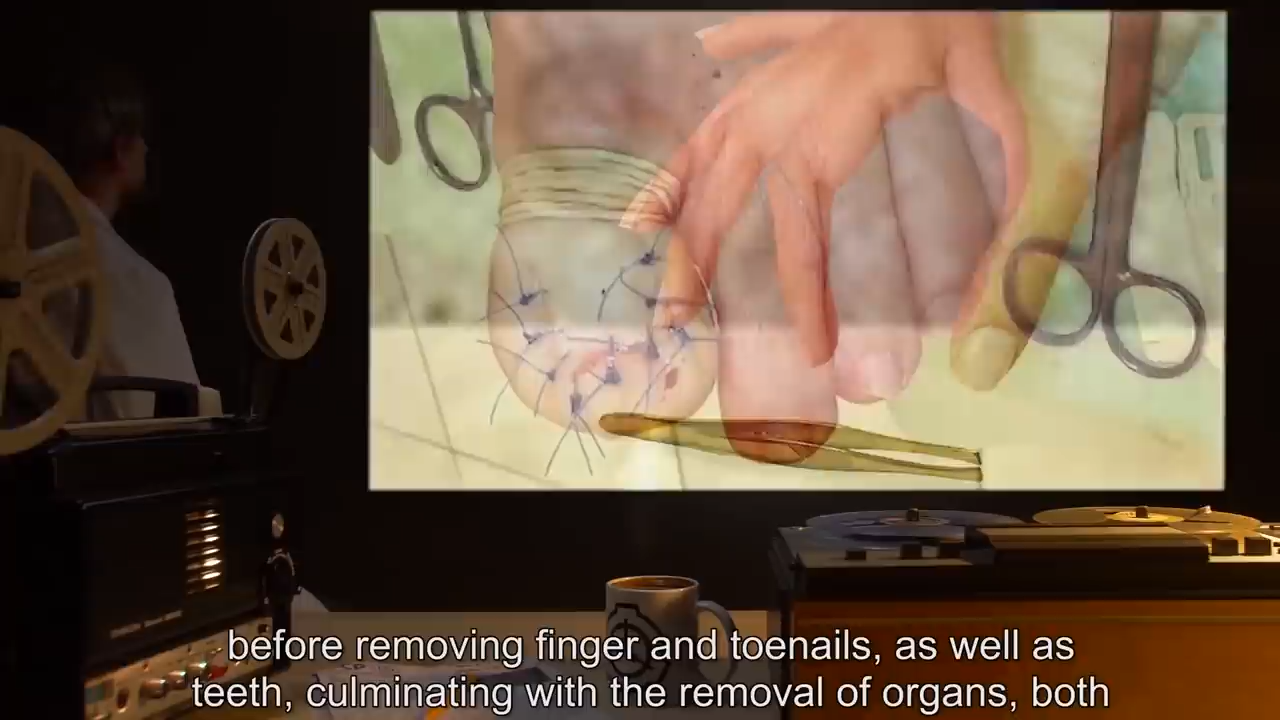 before removing finger and toenails, as well as
teeth, culminating with the removal of organs, both